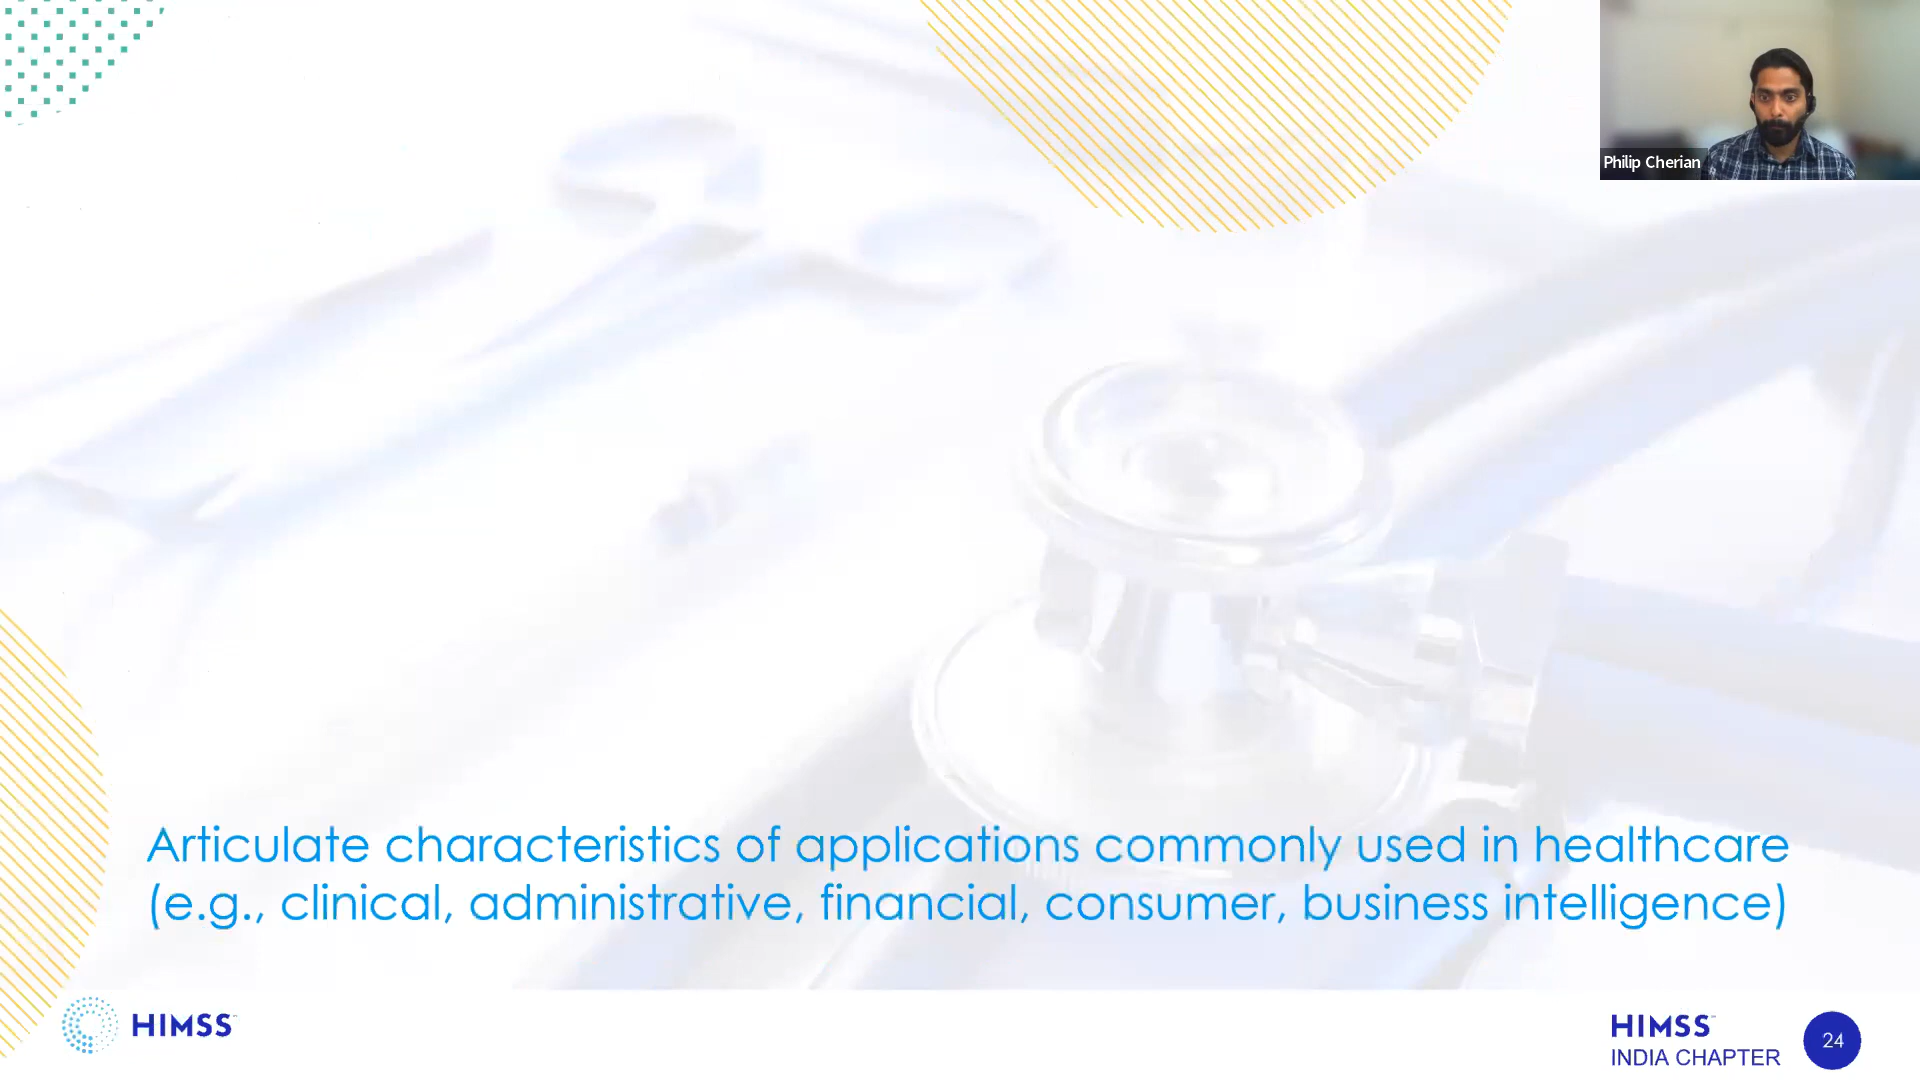 Philip Cherian
Articulate characteristics of applications commonly used in healthcare
(e.g., clinical, administrative, financial, consumer, business intelligence)
HIMSS
HIMSS
INDIA CHAPTER
24